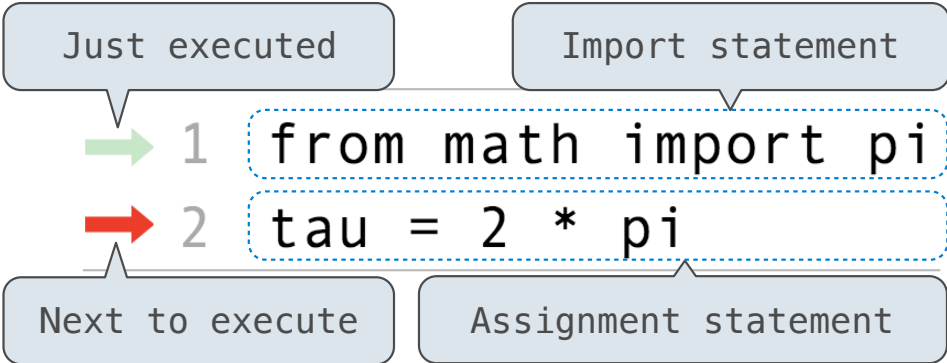 Just executed
Import statement
1 from math import pi
2 tau = 2 * pi
Next to execute
Assignment statement